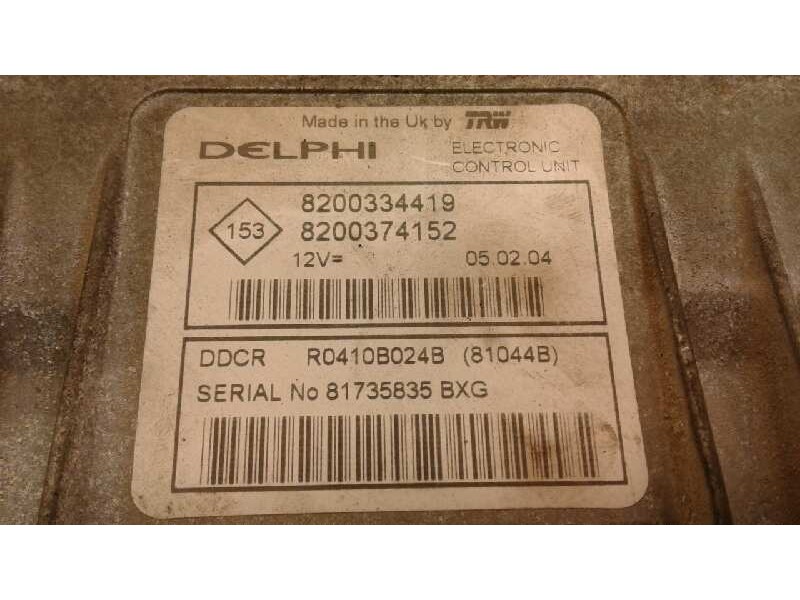 Made in the Uk by TRW
DELPHI
ELECTRONIC
CONTROL UNIT
153
8200334419
8200374152
12V= 05.02.04
DDCR R0410B024B (81044B)
SERIAL No 81735835 BXG